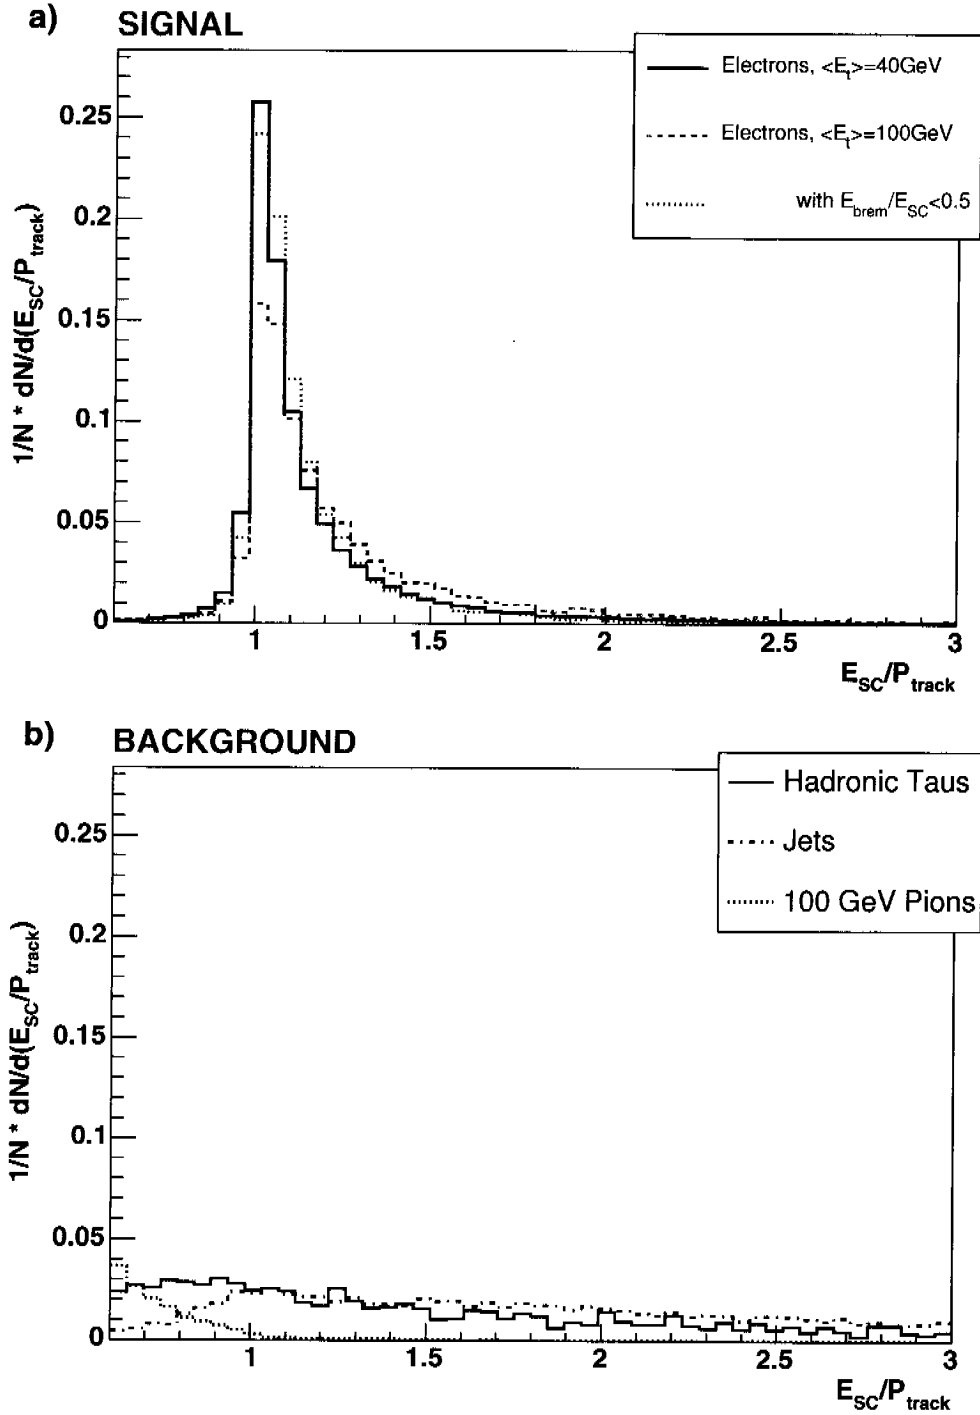 a) SIGNAL
Electrons, <Et>=40GeV
Electrons, <Et>=100GeV
with Ebrem/ESC<0.5
1/N * dN/d(ESC/Ptrack)
0.25
0.2
0.15
0.1
0.05
0
1 1.5 2 2.5 3
ESC/Ptrack
b) BACKGROUND
Hadronic Taus
Jets
100 GeV Pions
1/N * dN/d(ESC/Ptrack)
0.25
0.2
0.15
0.1
0.05
0
1 1.5 2 2.5 3
ESC/Ptrack